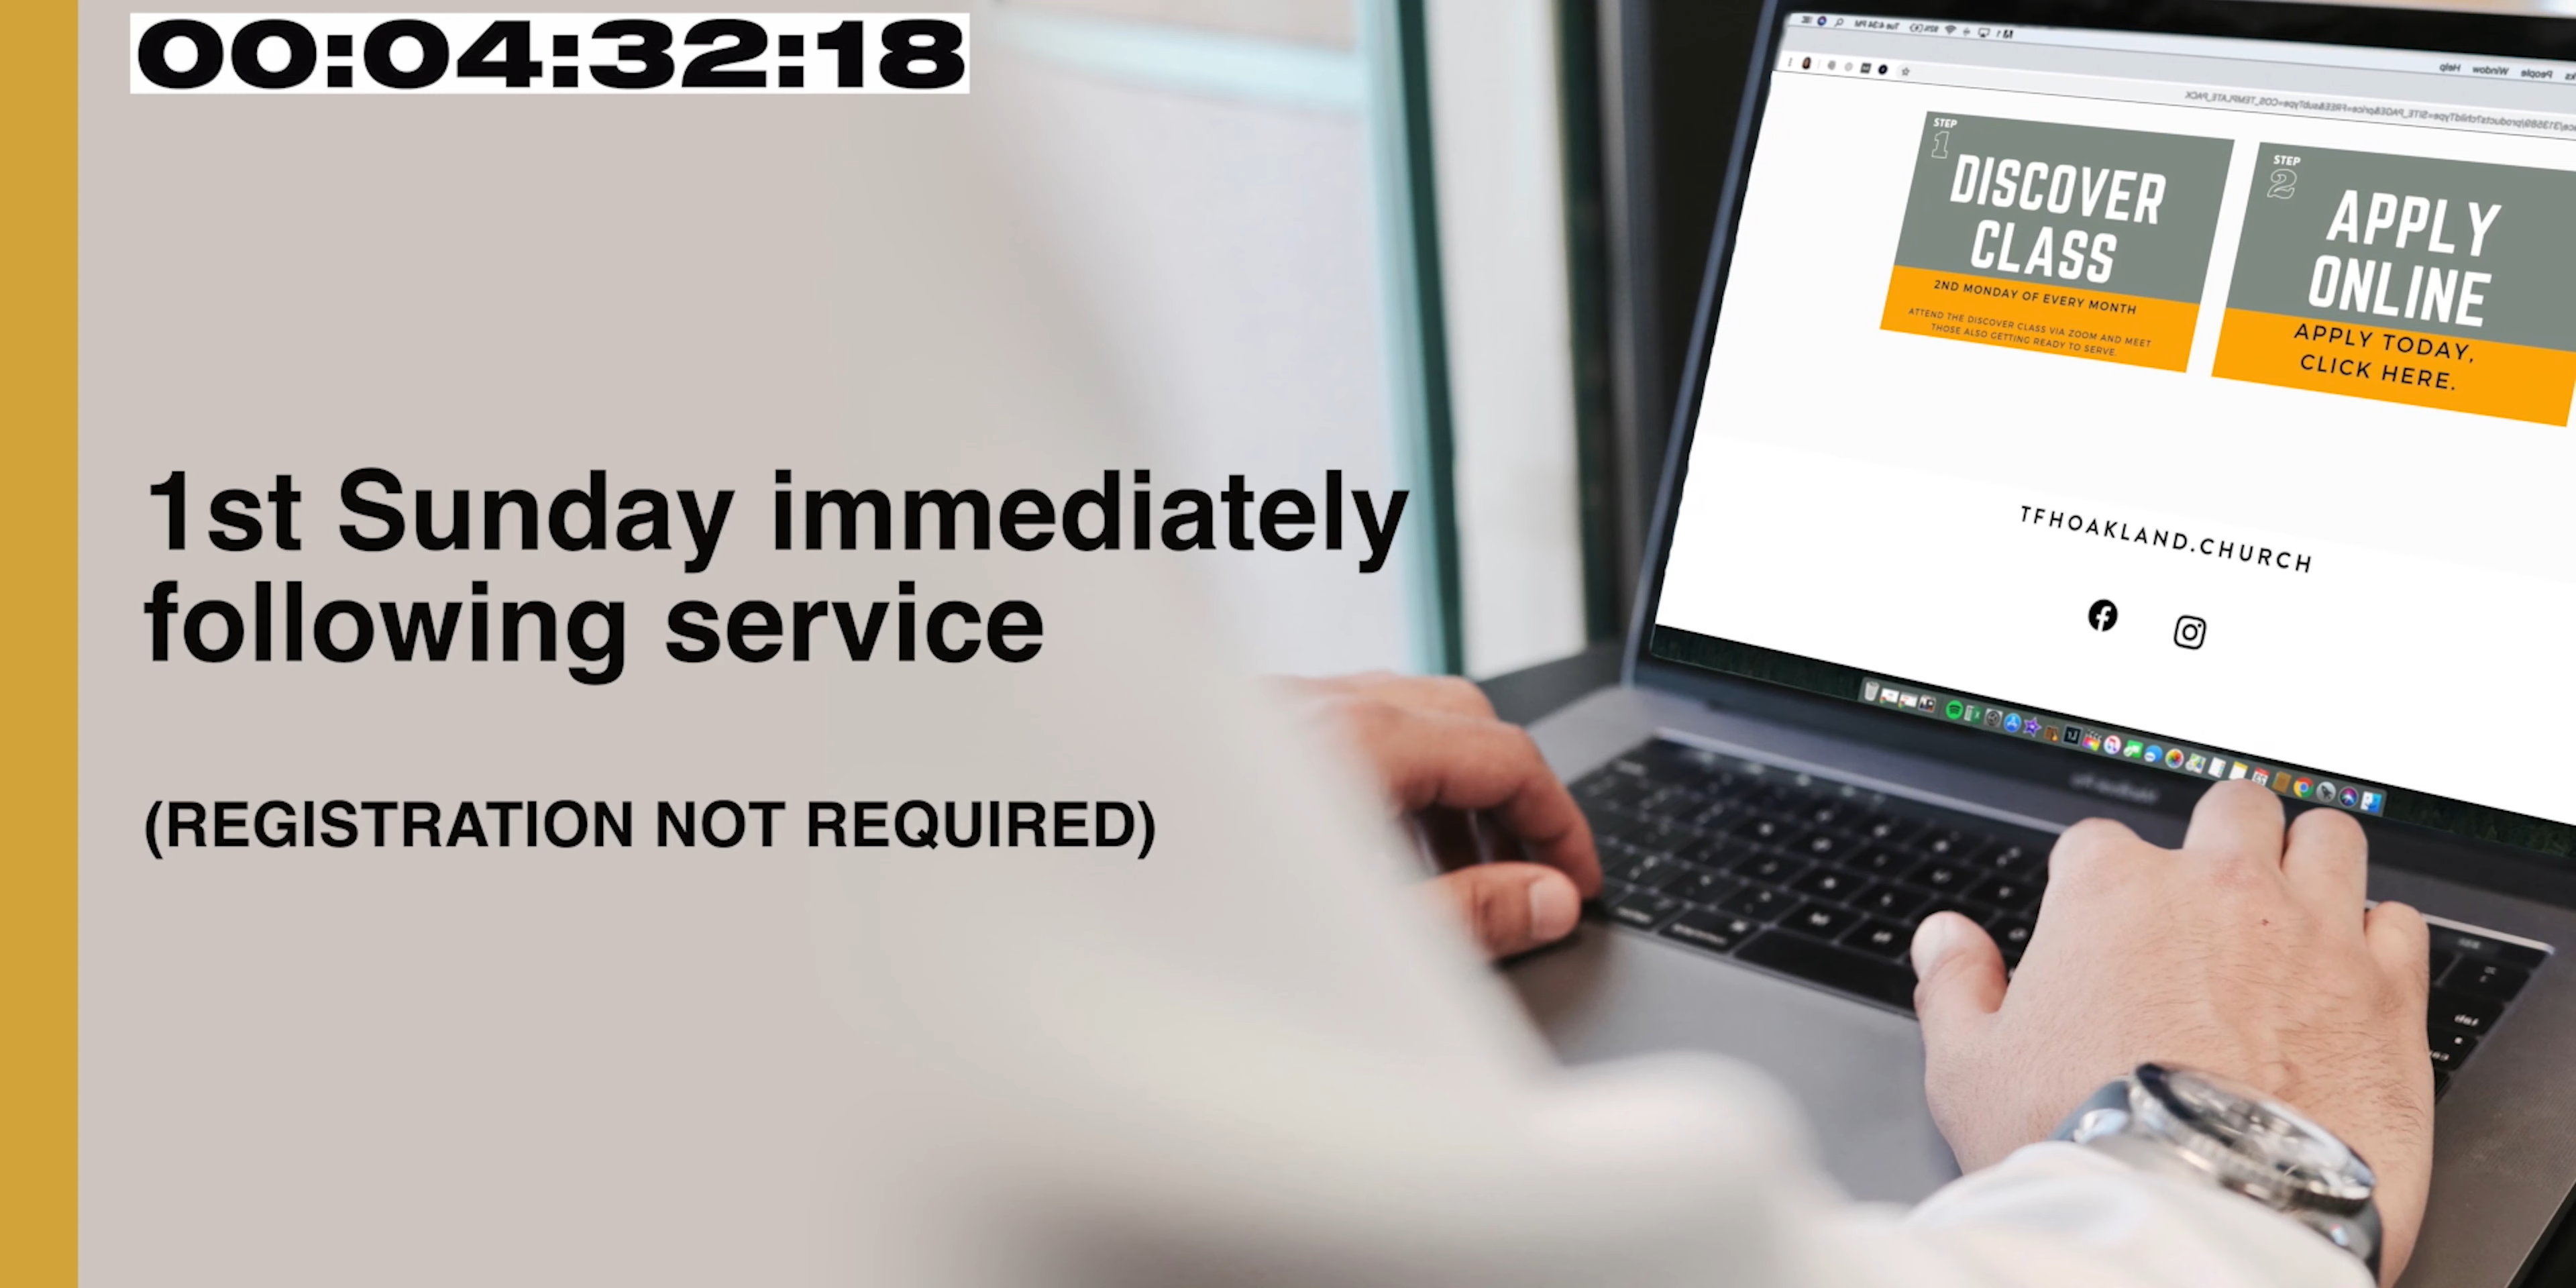 00:04:32:18
1st Sunday immediately
following service
(REGISTRATION NOT REQUIRED)
STEP
1
DISCOVER
CLASS
2ND MONDAY OF EVERY MONTH
ATTEND THE DISCOVER CLASS VIA ZOOM AND MEET
THOSE ALSO GETTING READY TO SERVE.
STEP
2
APPLY
ONLINE
APPLY TODAY,
CLICK HERE.
TFHOAKLAND.CHURCH
Window Help